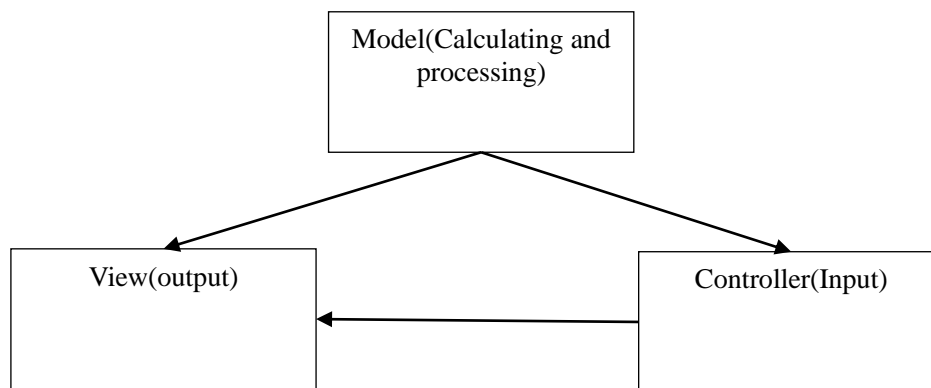 Model(Calculating and
processing)
View(output)
Controller(Input)